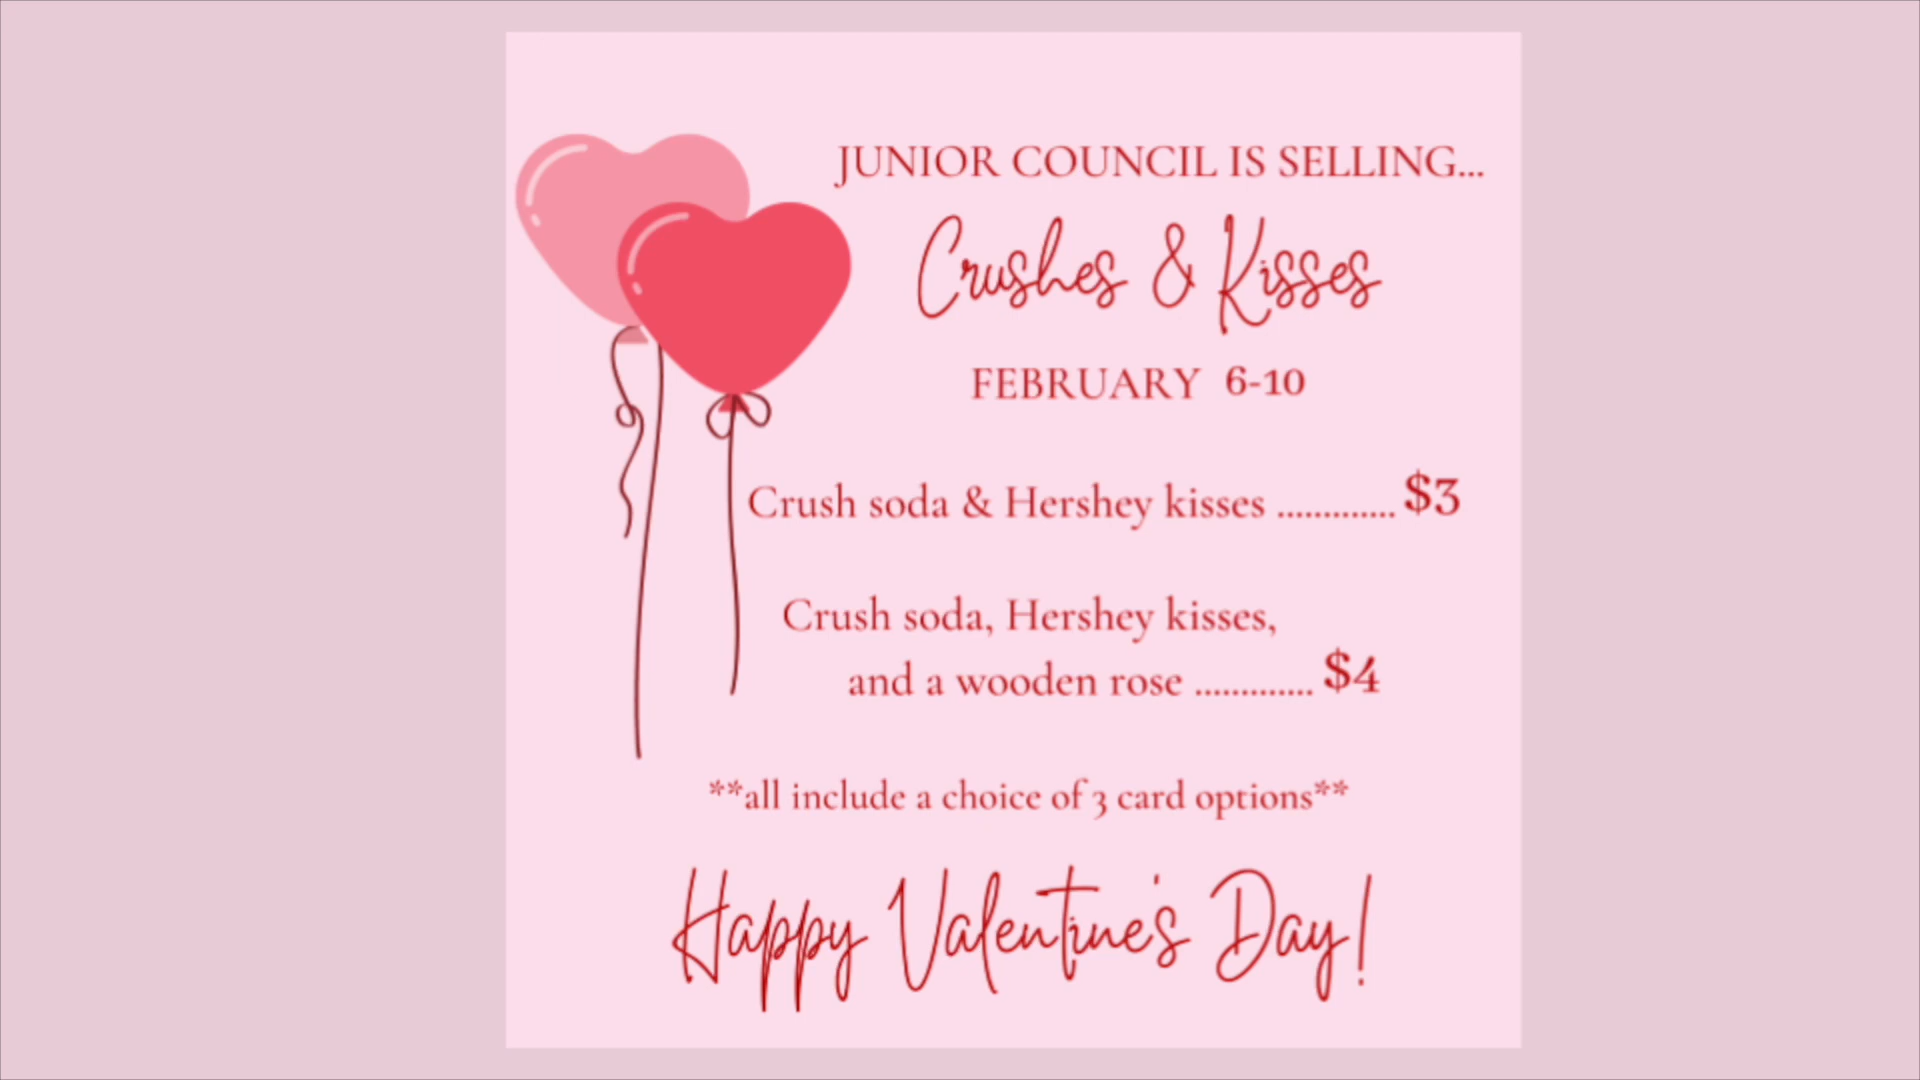 JUNIOR COUNCIL IS SELLING...
Crushes & Kisses
FEBRUARY 6-10
Crush soda & Hershey kisses ............. $3
Crush soda, Hershey kisses,
and a wooden rose ............. $4
**all include a choice of 3 card options**
Happy Valentine's Day!